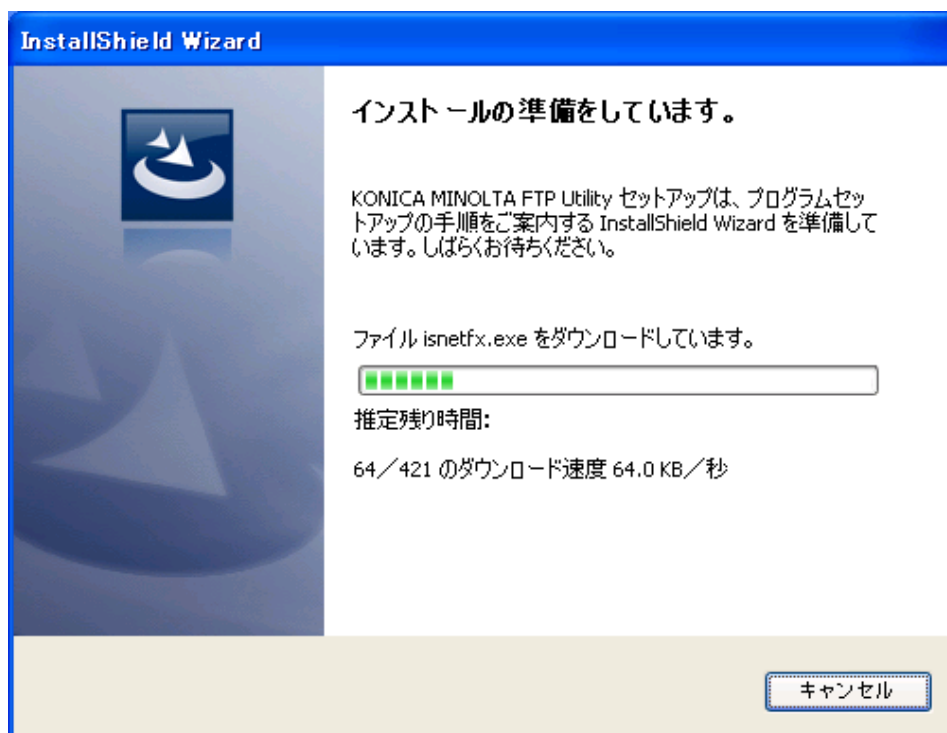 InstallShield Wizard
インストールの準備をしています。
KONICA MINOLTA FTP Utility セットアップは、プログラムセッ
トアップの手順をご案内する InstallShield Wizard を準備して
います。しばらくお待ちください。
ファイル isnetfx.exe をダウンロードしています。
推定残り時間:
64／421 のダウンロード速度 64.0 KB／秒
キャンセル